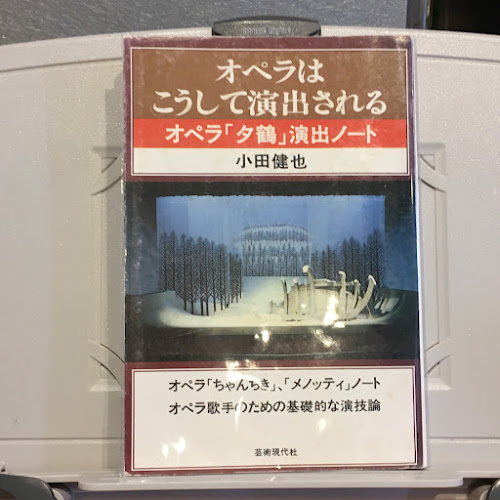 オペラは
こうして演出される
オペラ「夕鶴」演出ノート
小田健也
オペラ「ちゃんちき」、「メノッティ」ノート
オペラ歌手のための基礎的な演技論
芸術現代社